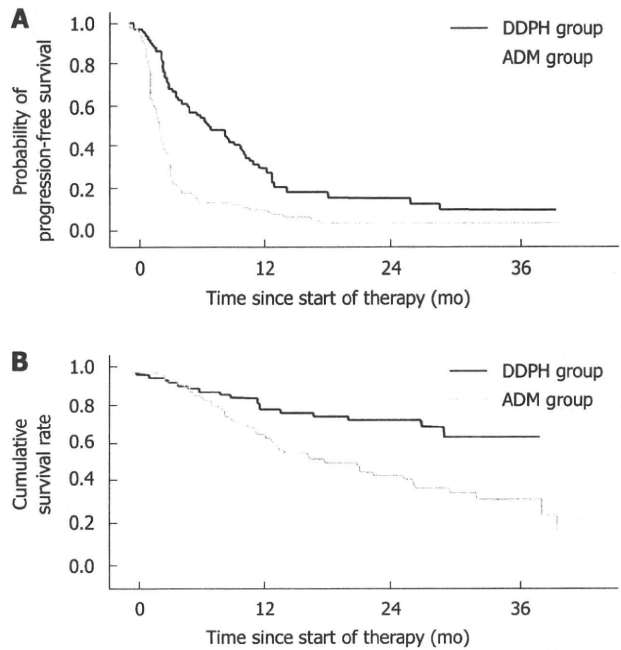 A
1.0
0.8
0.6
0.4
0.2
0.0
Probability of
progression-free survival
DDPH group
ADM group
0 12 24 36
Time since start of therapy (mo)
B
1.0
0.8
0.6
0.4
0.2
0.0
Cumulative
survival rate
DDPH group
ADM group
0 12 24 36
Time since start of therapy (mo)